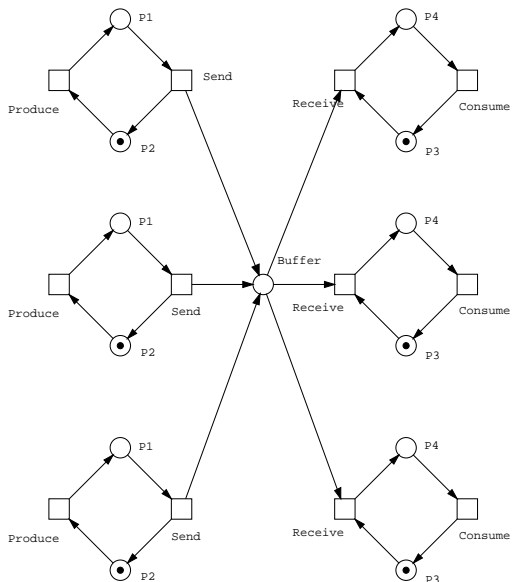 P1
P4
Send
Receive
Produce
Consume
P2
P3
P1
P4
Buffer
Produce
Send
Receive
Consume
P2
P3
P1
P4
Produce
Send
Receive
Consume
P2
P3